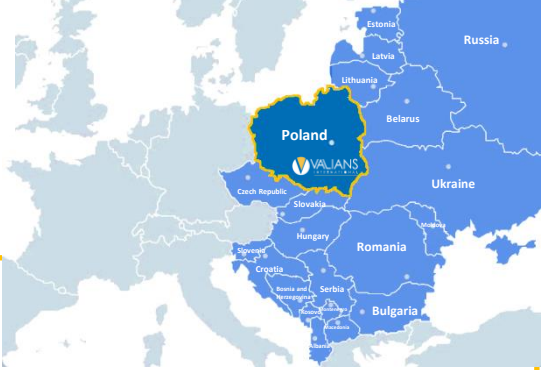 Estonia
Russia
Latvia
Lithuania
Belarus
Poland
VALIANS
INTERNATIONAL
Ukraine
Czech Republic
Slovakia
Moldova
Hungary
Romania
Slovenia
Croatia
Bosnia and
Herzegovina
Serbia
Kosovo
Bulgaria
Macedonia
Albania